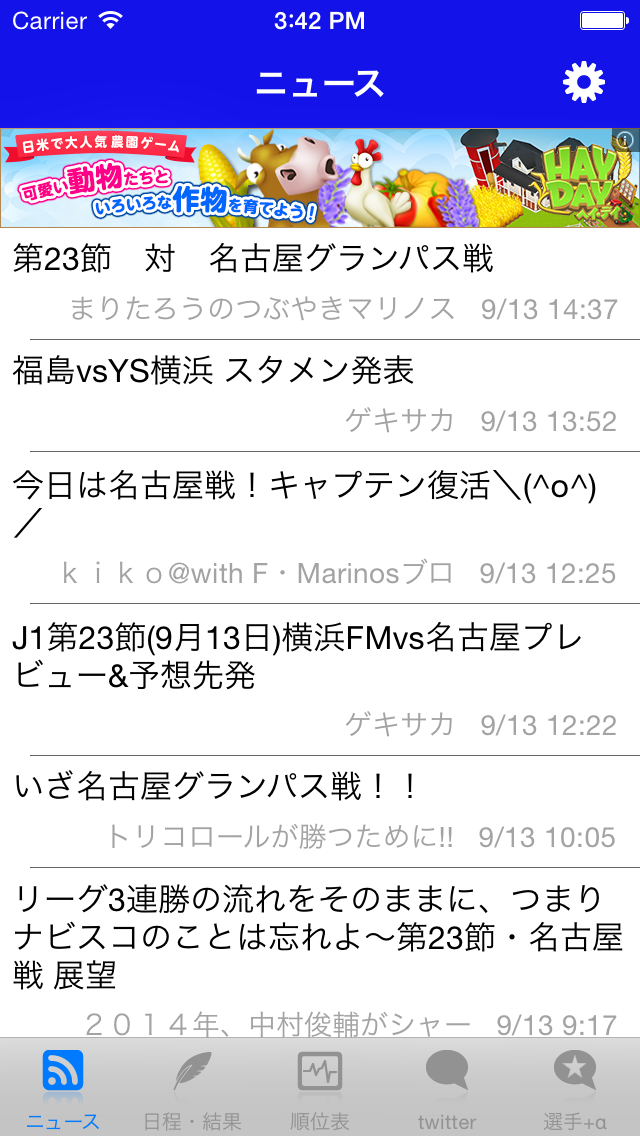 Carrier 3:42 PM
ニュース
日米で大人気 農園ゲーム
可愛い動物たちと
いろいろな作物を育てよう！
HAY
DAY
ヘイ・デイ
第23節　対　名古屋グランパス戦
まりたろうのつぶやきマリノス 9/13 14:37
福島vsYS横浜 スタメン発表
ゲキサカ 9/13 13:52
今日は名古屋戦！キャプテン復活＼(^o^)
／
ｋｉｋｏ@with F・Marinosブロ 9/13 12:25
J1第23節(9月13日)横浜FMvs名古屋プレ
ビュー&予想先発
ゲキサカ 9/13 12:22
いざ名古屋グランパス戦！！
トリコロールが勝つために!! 9/13 10:05
リーグ3連勝の流れをそのままに、つまり
ナビスコのことは忘れよ〜第23節・名古屋
戦 展望
２０１４年、中村俊輔がシャー 9/13 9:17
ニュース 日程・結果 順位表 twitter 選手+α